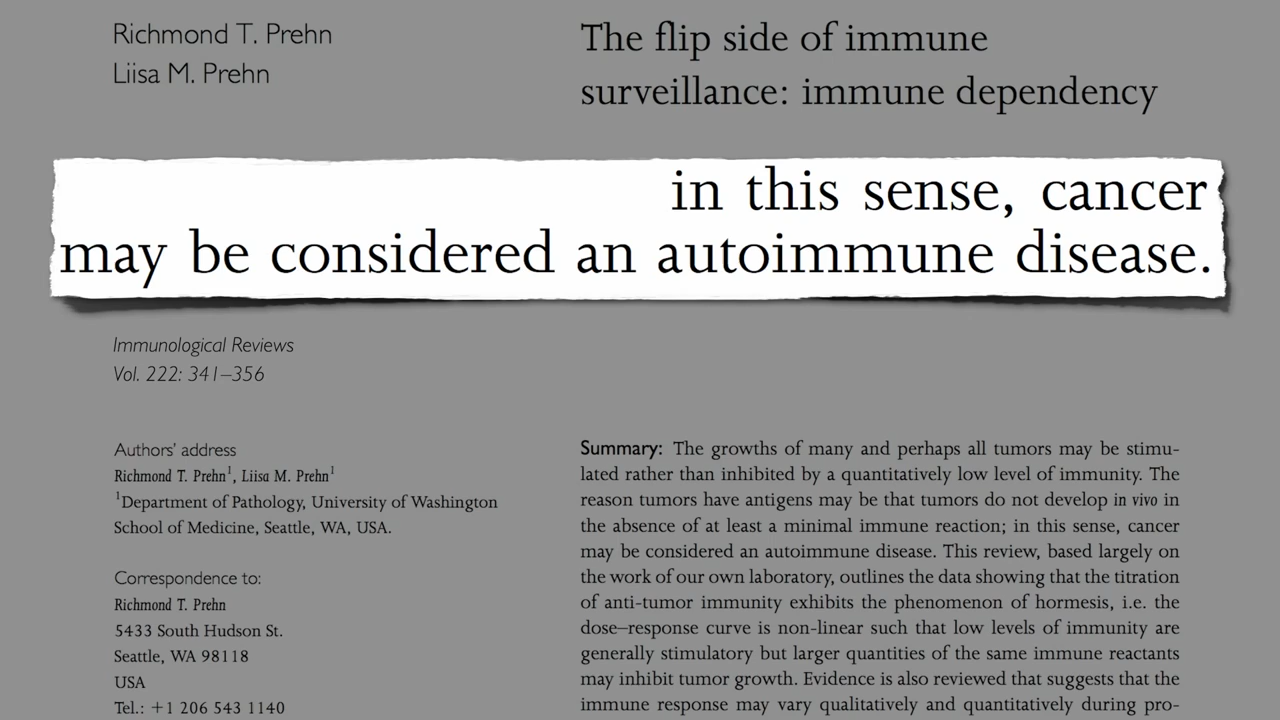 Richmond T. Prehn
Liisa M. Prehn
The flip side of immune
surveillance: immune dependency
in this sense, cancer
may be considered an autoimmune disease.
Immunological Reviews
Vol. 222: 341–356
Authors' address
Richmond T. Prehn1, Liisa M. Prehn1
1Department of Pathology, University of Washington
School of Medicine, Seattle, WA, USA.
Correspondence to:
Richmond T. Prehn
5433 South Hudson St.
Seattle, WA 98118
USA
Tel.: +1 206 543 1140
Summary: The growths of many and perhaps all tumors may be stimu-
lated rather than inhibited by a quantitatively low level of immunity. The
reason tumors have antigens may be that tumors do not develop in vivo in
the absence of at least a minimal immune reaction; in this sense, cancer
may be considered an autoimmune disease. This review, based largely on
the work of our own laboratory, outlines the data showing that the titration
of anti-tumor immunity exhibits the phenomenon of hormesis, i.e. the
dose–response curve is non-linear such that low levels of immunity are
generally stimulatory but larger quantities of the same immune reactants
may inhibit tumor growth. Evidence is also reviewed that suggests that the
immune response may vary qualitatively and quantitatively during pro-